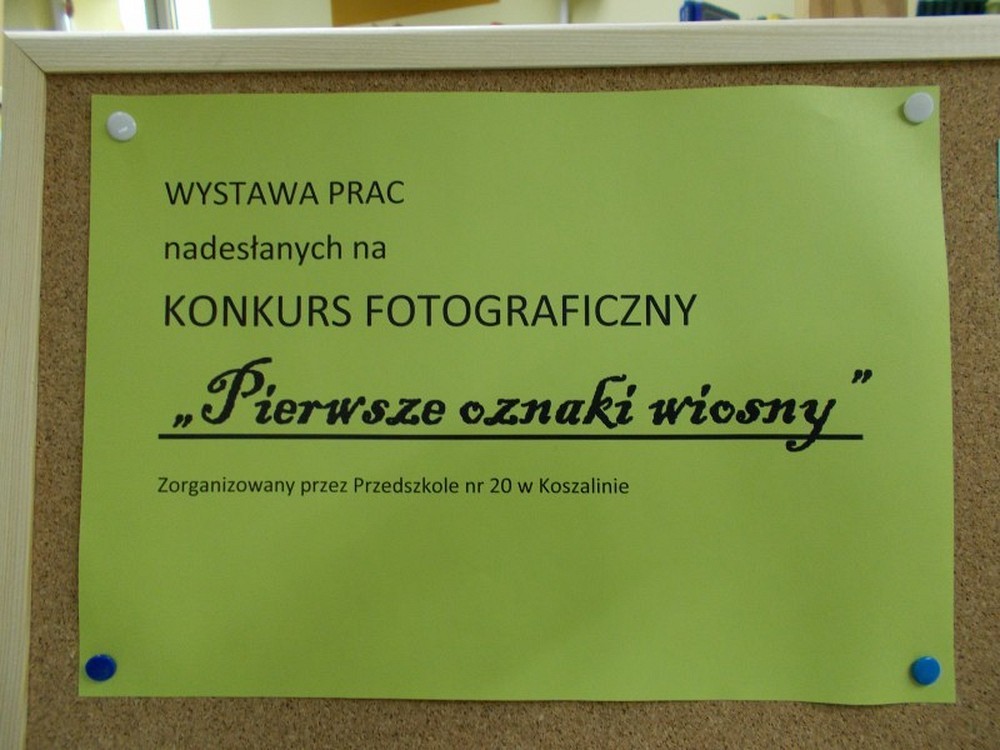 WYSTAWA PRAC
nadesłanych na
KONKURS FOTOGRAFICZNY
„Pierwsze oznaki wiosny”
Zorganizowany przez Przedszkole nr 20 w Koszalinie